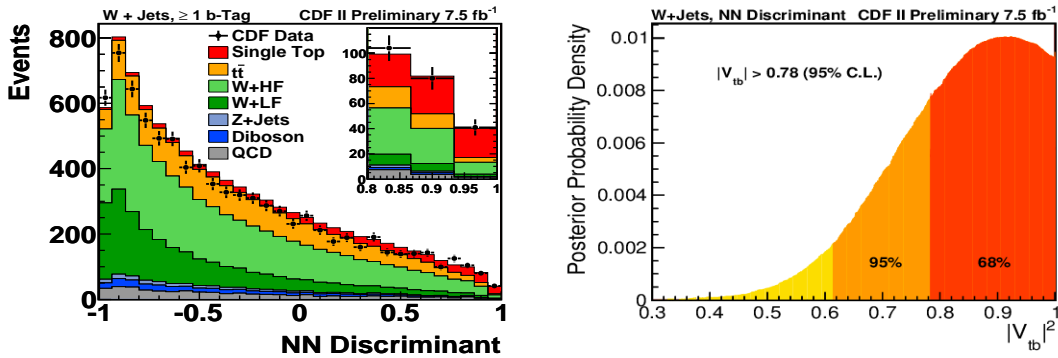 W + Jets, ≥ 1 b-Tag CDF II Preliminary 7.5 fb⁻¹
Events
800
600
400
200
0
-1 -0.5 0 0.5 1
NN Discriminant
CDF Data
Single Top
tt̄
W+HF
W+LF
Z+Jets
Diboson
QCD
100
80
60
40
20
0
0.8 0.85 0.9 0.95 1
W+Jets, NN Discriminant CDF II Preliminary 7.5 fb⁻¹
Posterior Probability Density
0.01
0.008
0.006
0.004
0.002
0
|V_tb| > 0.78 (95% C.L.)
95% 68%
0.3 0.4 0.5 0.6 0.7 0.8 0.9 1
|V_tb|²